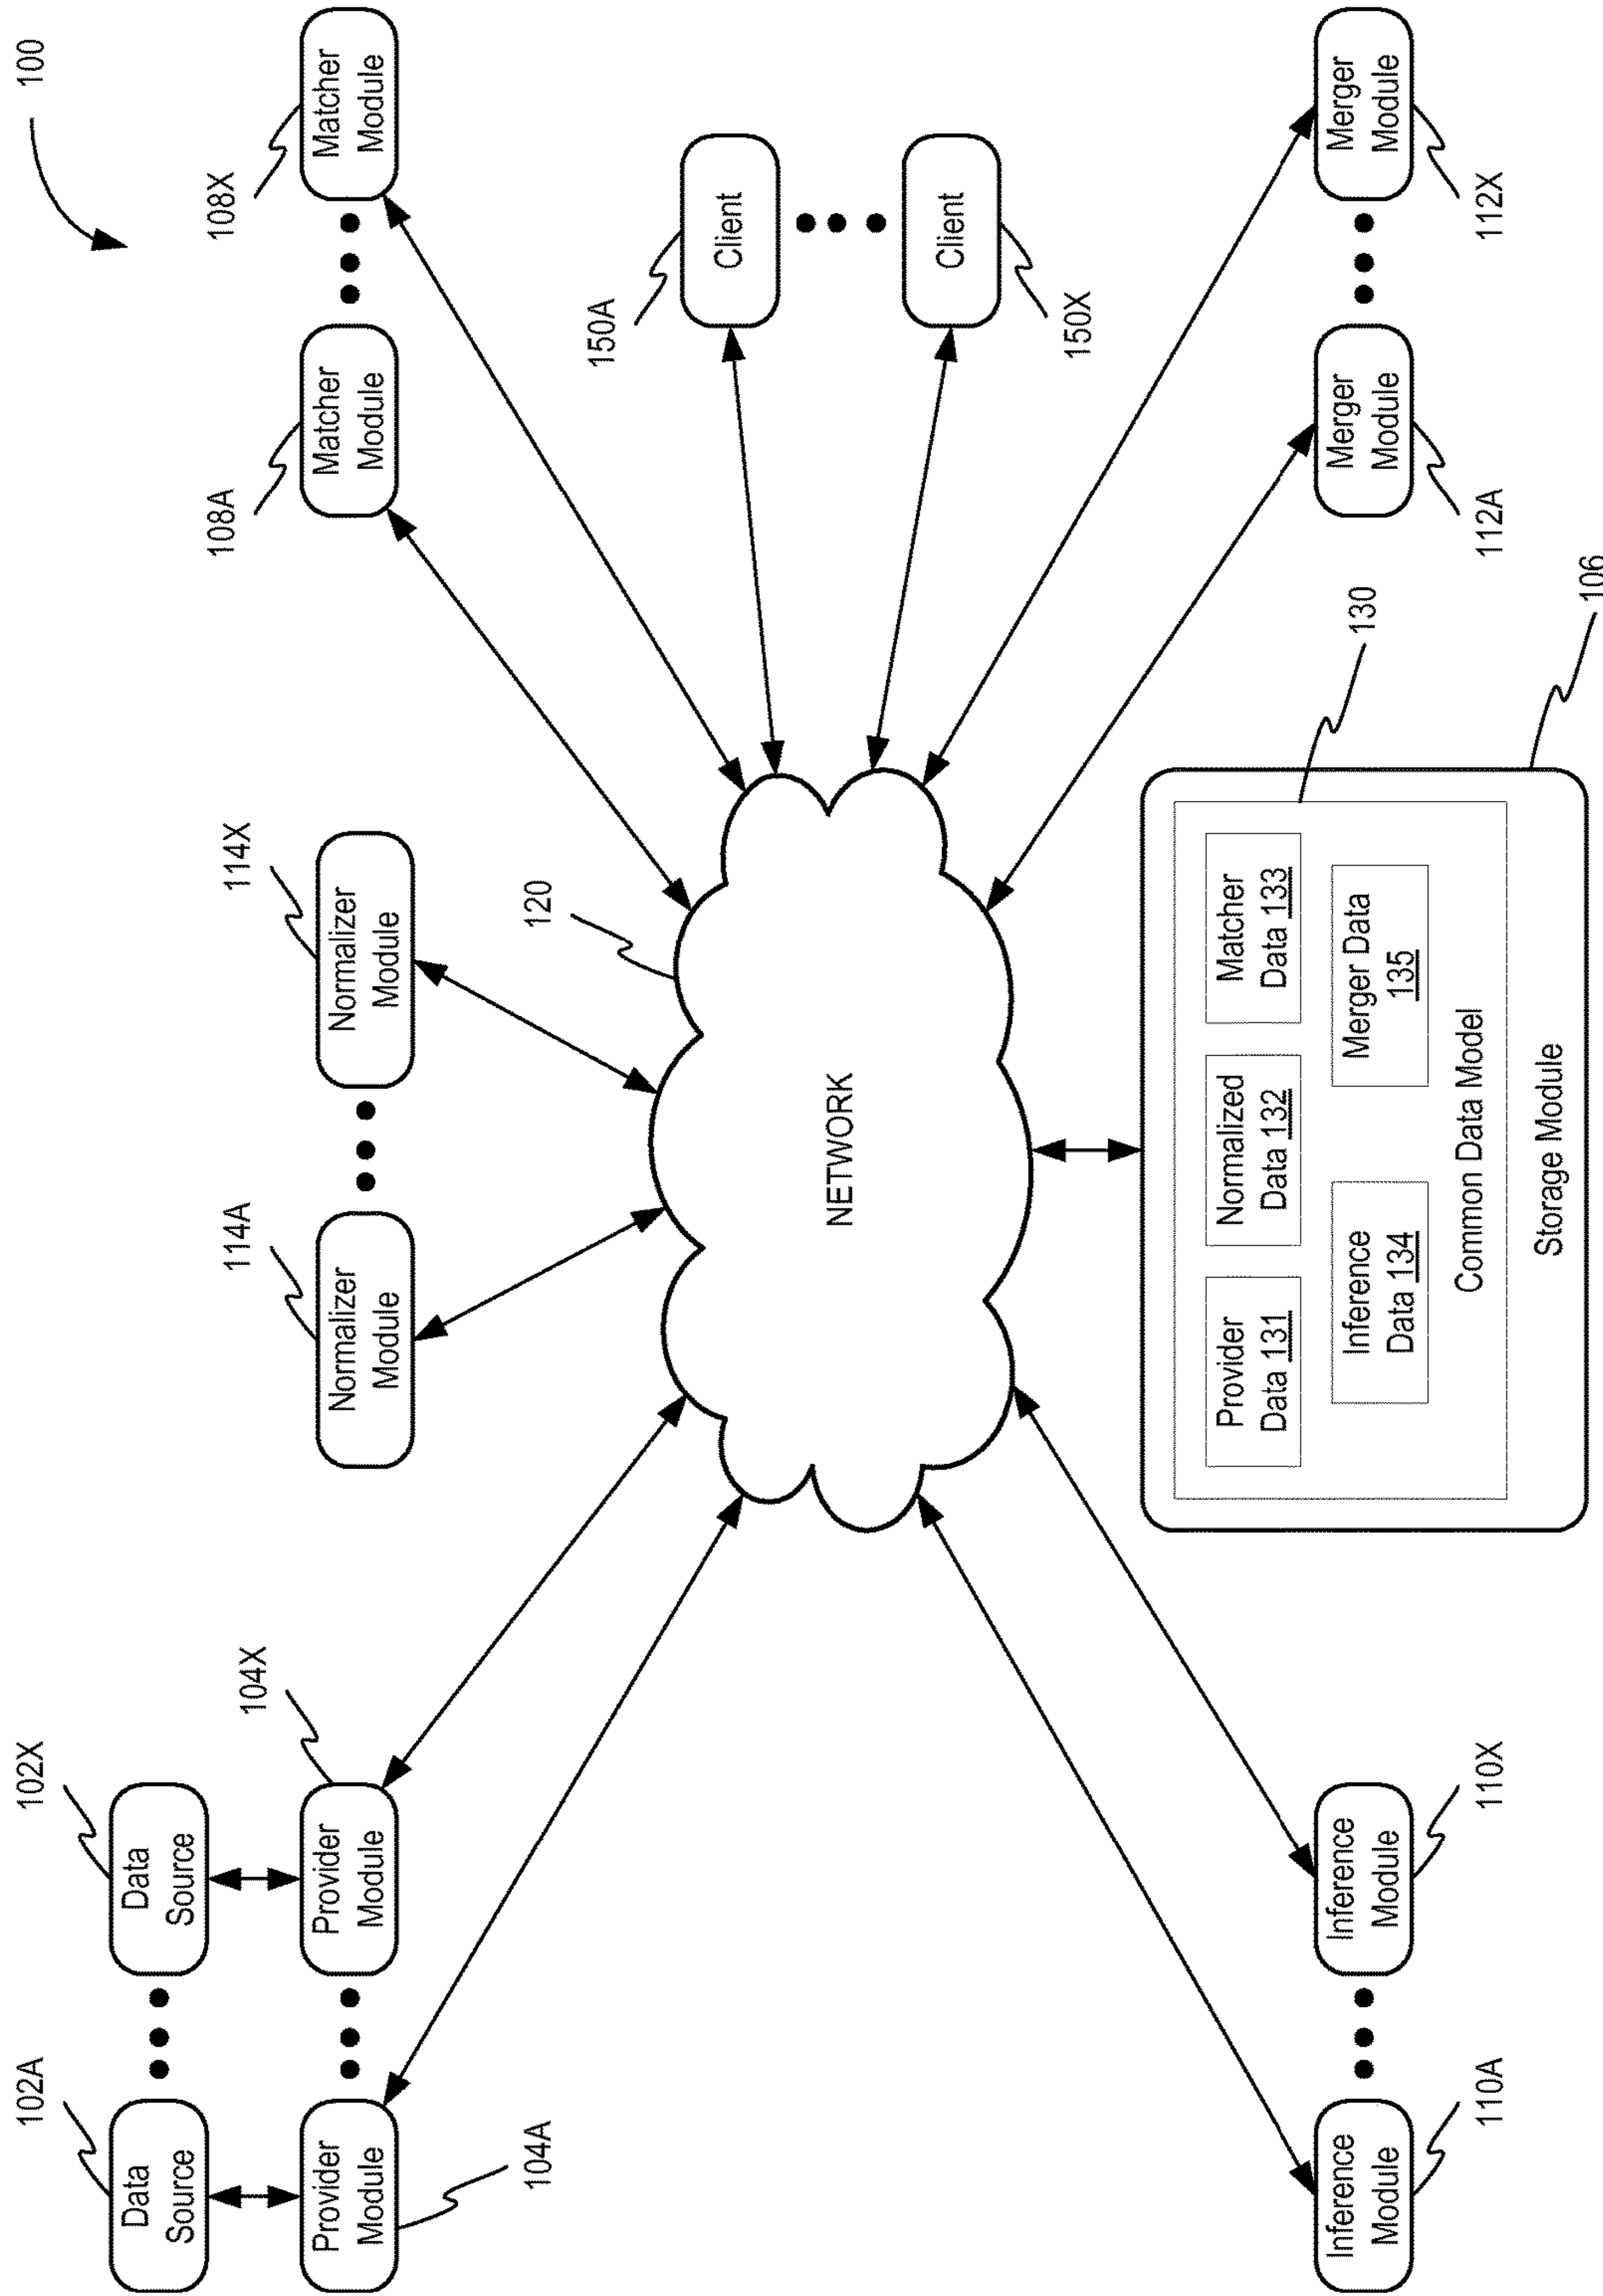 100
102A
102X
Data
Source
Data
Source
Provider
Module
Provider
Module
104A
104X
114A
114X
Normalizer
Module
Normalizer
Module
108A
108X
Matcher
Module
Matcher
Module
120
NETWORK
150A
Client
Client
150X
Inference
Module
Inference
Module
110A
110X
Provider
Data 131
Normalized
Data 132
Matcher
Data 133
Inference
Data 134
Merger Data
135
Common Data Model
Storage Module
130
106
Merger
Module
Merger
Module
112A
112X